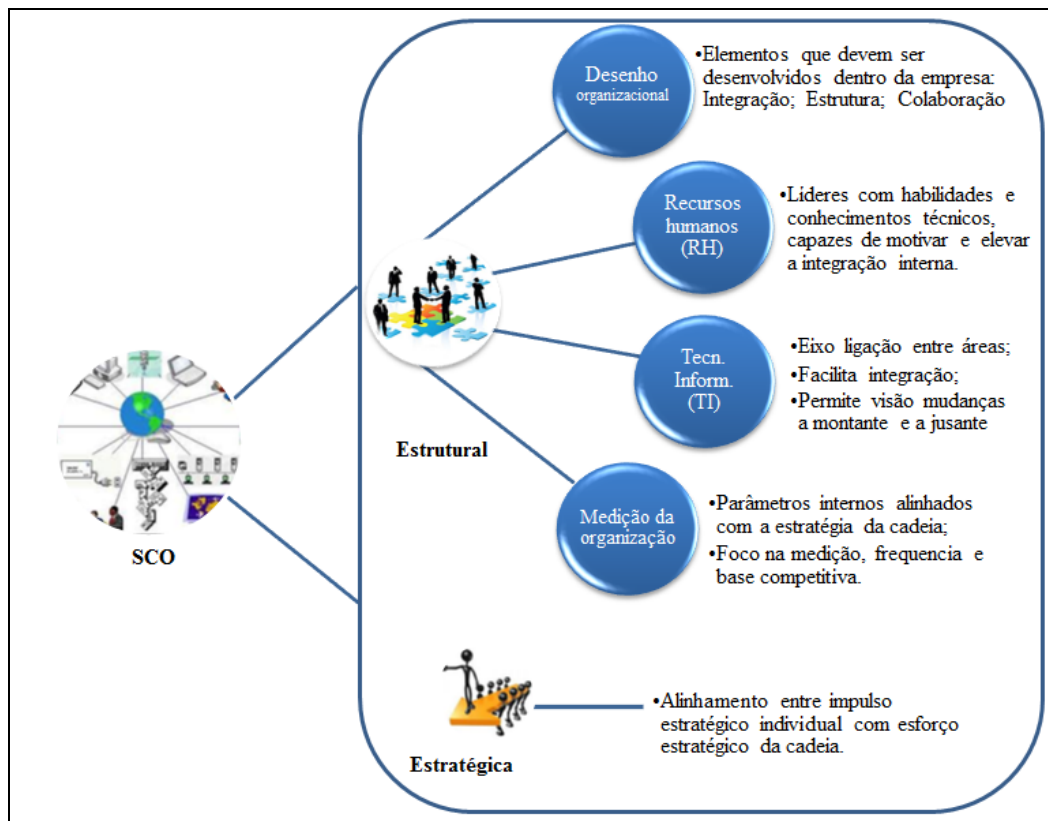 Desenho
organizacional
•Elementos que devem ser
desenvolvidos dentro da empresa:
Integração; Estrutura; Colaboração
Recursos
humanos
(RH)
•Líderes com habilidades e
conhecimentos técnicos,
capazes de motivar e elevar
a integração interna.
Tecn.
Inform.
(TI)
•Eixo ligação entre áreas;
•Facilita integração;
•Permite visão mudanças
a montante e a jusante
Estrutural
Medição da
organização
•Parâmetros internos alinhados
com a estratégia da cadeia;
•Foco na medição, frequencia e
base competitiva.
SCO
•Alinhamento entre impulso
estratégico individual com esforço
estratégico da cadeia.
Estratégica